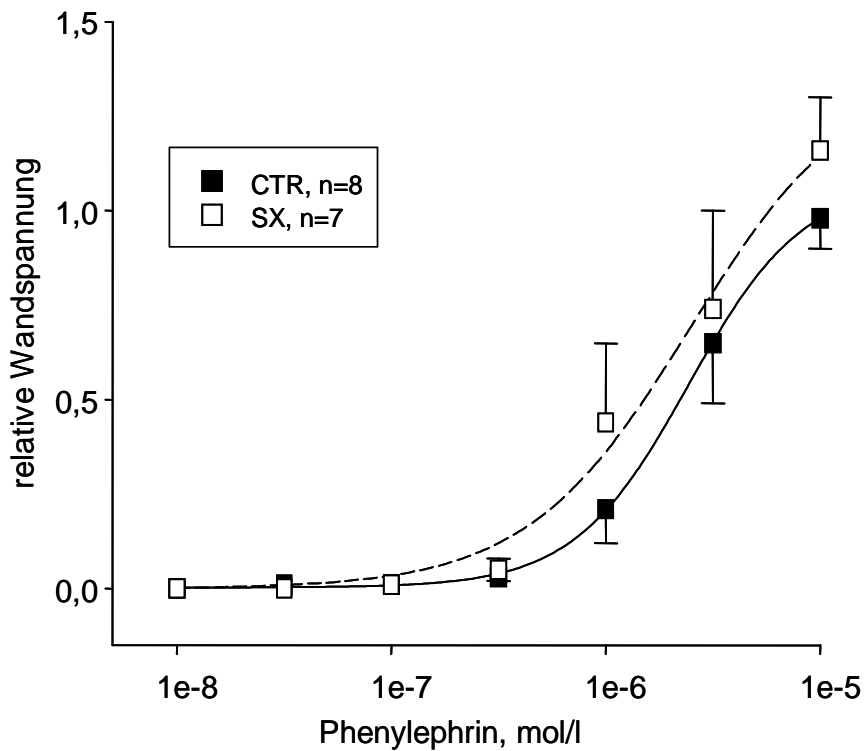 1,5
1,0
0,5
0,0
relative Wandspannung
CTR, n=8
SX, n=7
1e-8 1e-7 1e-6 1e-5
Phenylephrin, mol/l